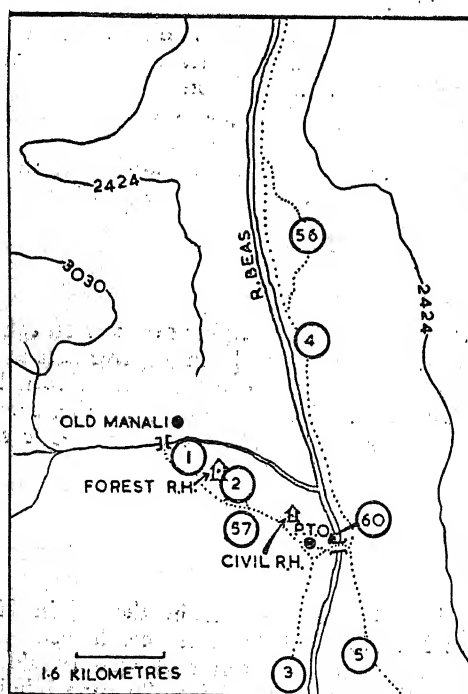 2424
3030
R. BEAS
56
2424
4
OLD MANALI
1
FOREST R.H.
2
57
P.T.O.
60
CIVIL R.H.
1·6 KILOMETRES
3
5